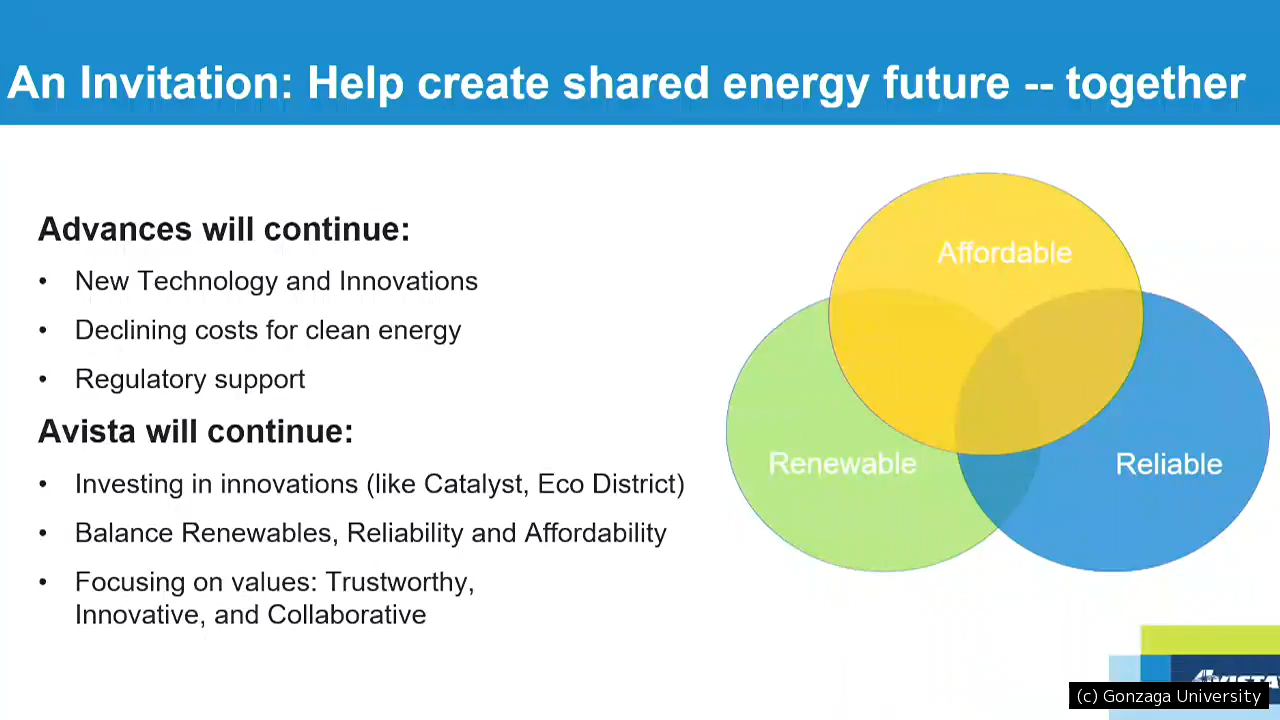 An Invitation: Help create shared energy future -- together
Advances will continue:
• New Technology and Innovations
• Declining costs for clean energy
• Regulatory support
Avista will continue:
• Investing in innovations (like Catalyst, Eco District)
• Balance Renewables, Reliability and Affordability
• Focusing on values: Trustworthy,
Innovative, and Collaborative
Affordable
Renewable
Reliable
(c) Gonzaga University